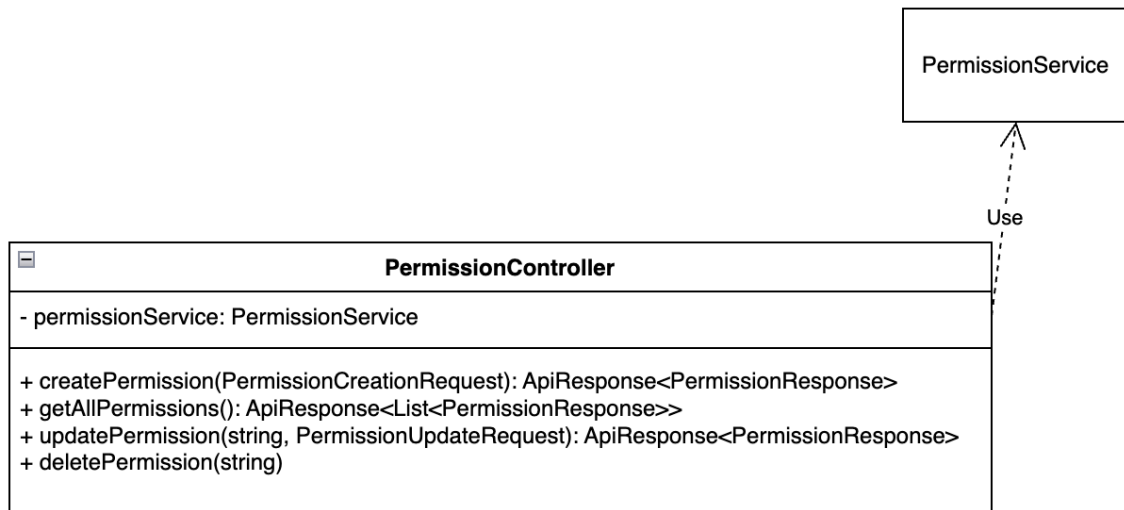 PermissionService
Use
PermissionController
- permissionService: PermissionService
+ createPermission(PermissionCreationRequest): ApiResponse<PermissionResponse>
+ getAllPermissions(): ApiResponse<List<PermissionResponse>>
+ updatePermission(string, PermissionUpdateRequest): ApiResponse<PermissionResponse>
+ deletePermission(string)